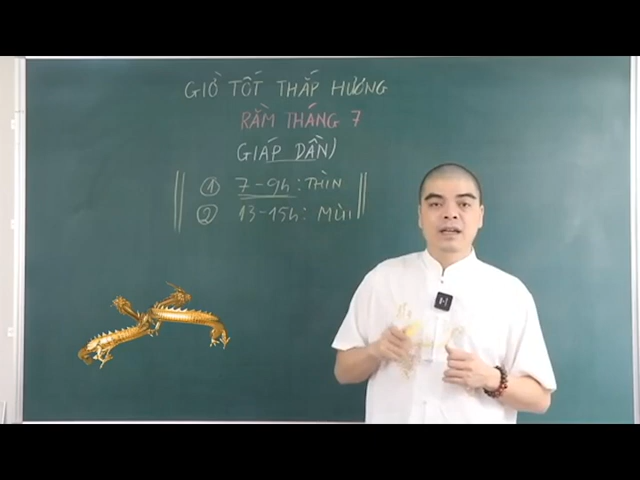 GIỜ TỐT THẮP HƯƠNG
RẰM THÁNG 7
GIÁP DẦN)
① 7-9h: THÌN
② 13-15h: MÙI